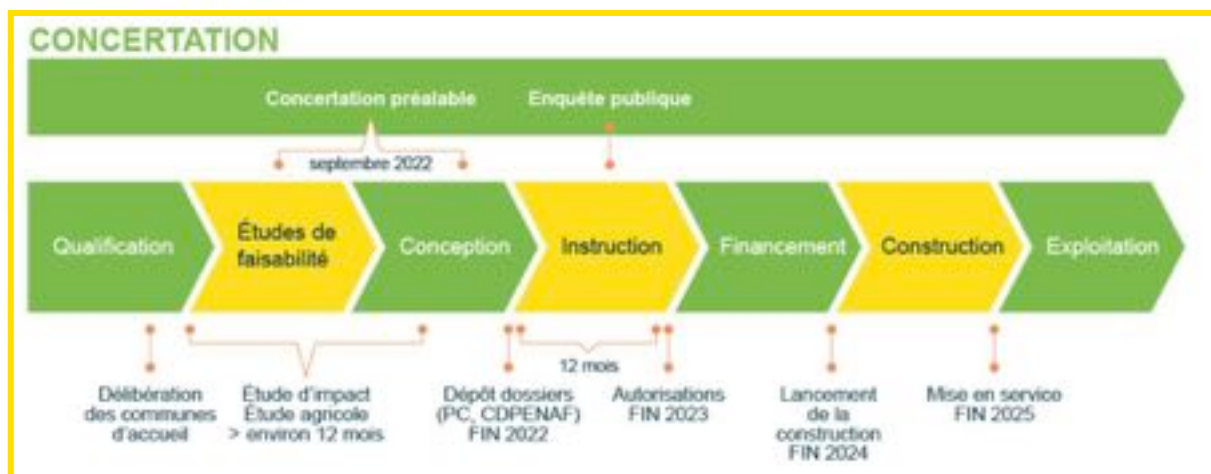 CONCERTATION
Concertation préalable
Enquête publique
septembre 2022
Qualification
Études de
faisabilité
Conception
Instruction
Financement
Construction
Exploitation
12 mois
Délibération
des communes
d'accueil
Étude d'impact
Étude agricole
> environ 12 mois
Dépôt dossiers
(PC, CDPENAF)
FIN 2022
Autorisations
FIN 2023
Lancement
de la
construction
FIN 2024
Mise en service
FIN 2025